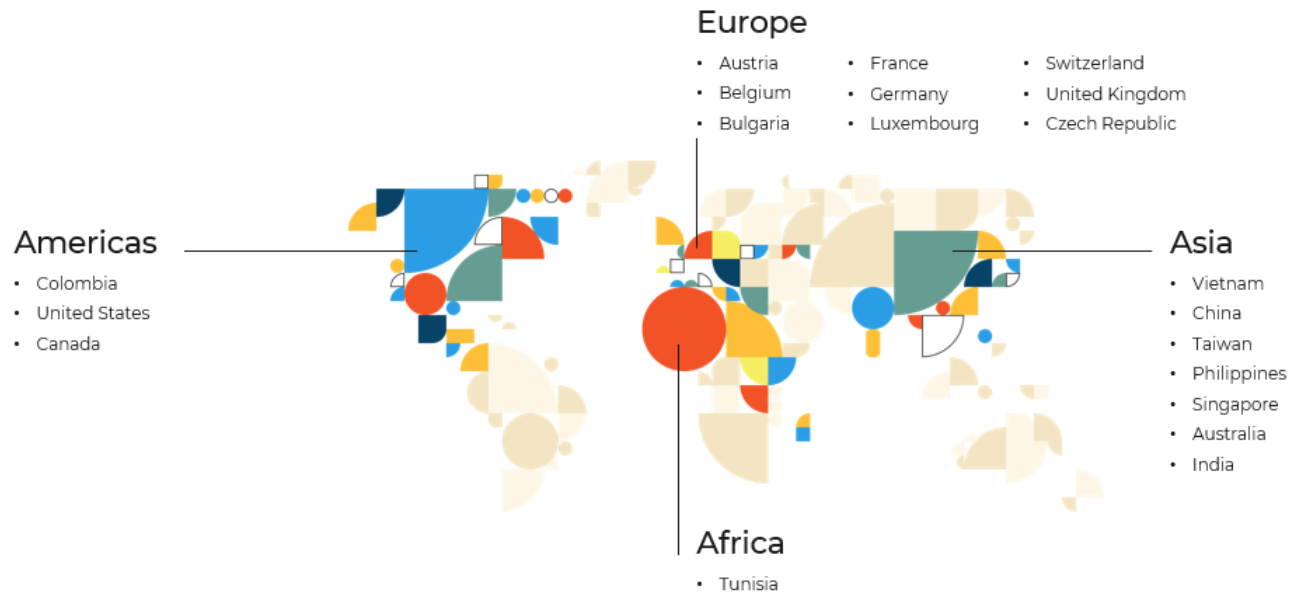 Europe
• Austria
• Belgium
• Bulgaria
• France
• Germany
• Luxembourg
• Switzerland
• United Kingdom
• Czech Republic
Americas
• Colombia
• United States
• Canada
Asia
• Vietnam
• China
• Taiwan
• Philippines
• Singapore
• Australia
• India
Africa
• Tunisia